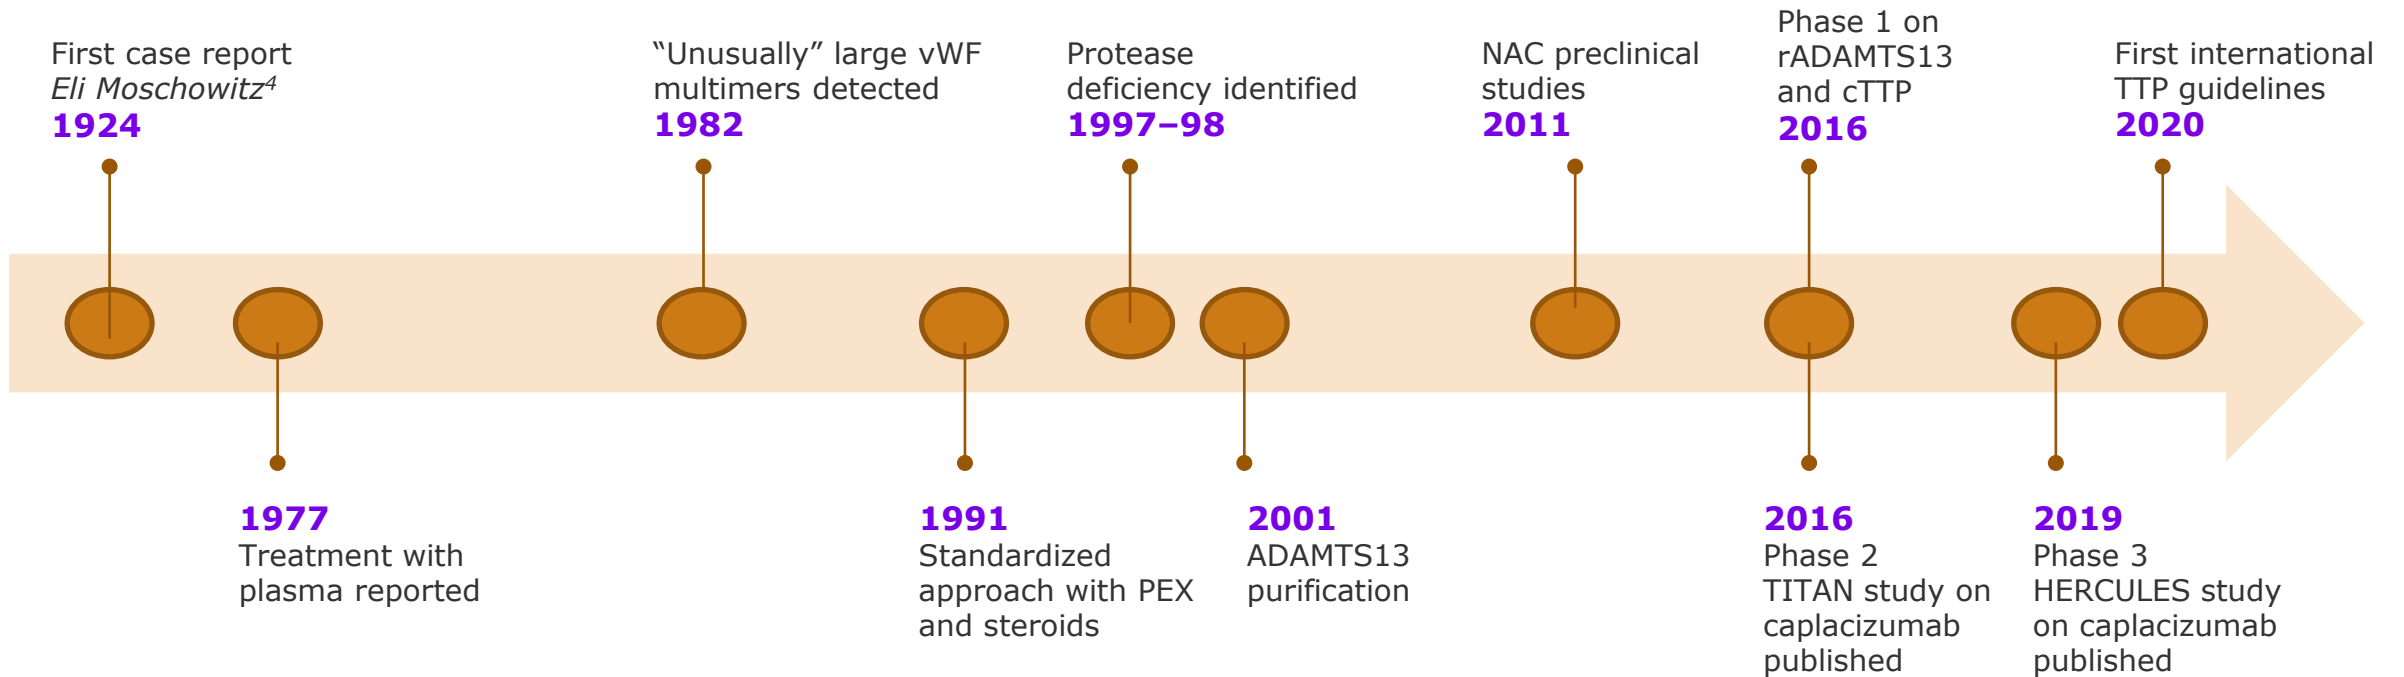 First case report
Eli Moschowitz⁴
1924
1977
Treatment with
plasma reported
“Unusually” large vWF
multimers detected
1982
1991
Standardized
approach with PEX
and steroids
Protease
deficiency identified
1997–98
2001
ADAMTS13
purification
NAC preclinical
studies
2011
Phase 1 on
rADAMTS13
and cTTP
2016
2016
Phase 2
TITAN study on
caplacizumab
published
2019
Phase 3
HERCULES study
on caplacizumab
published
First international
TTP guidelines
2020